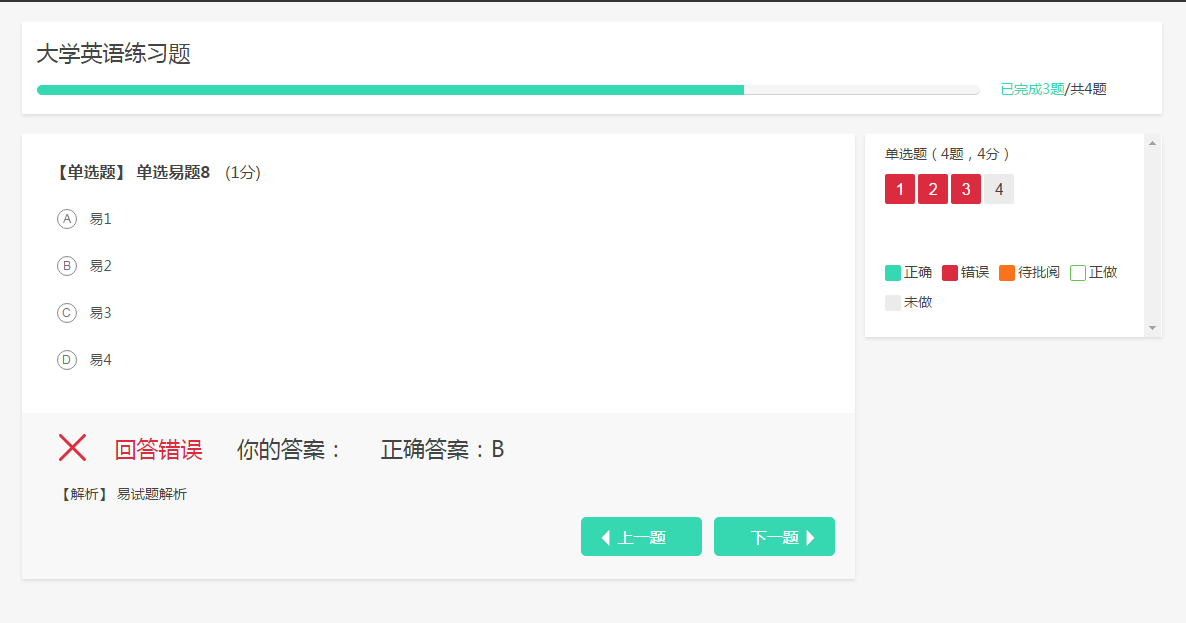 大学英语练习题
已完成3题/共4题
【单选题】 单选易题8 (1分)
A 易1
B 易2
C 易3
D 易4
回答错误 你的答案： 正确答案：B
【解析】 易试题解析
上一题 下一题
单选题（4题，4分）
1 2 3 4
正确 错误 待批阅 正做
未做